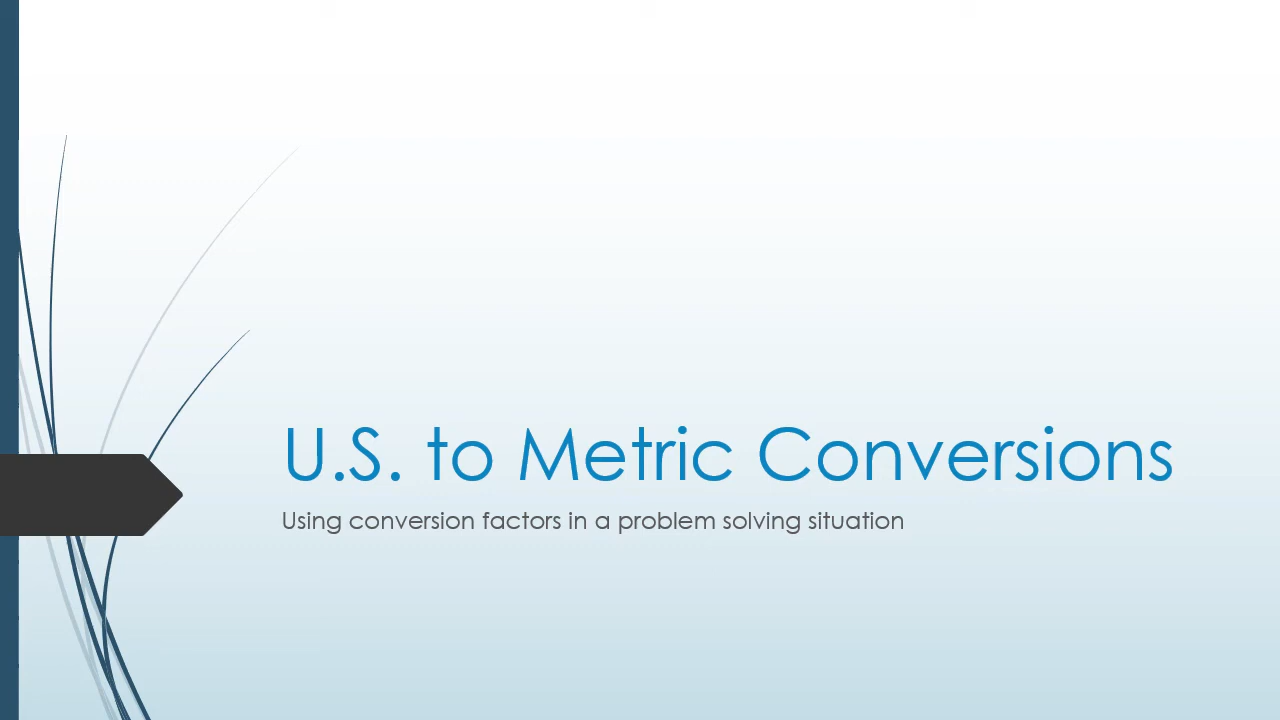 U.S. to Metric Conversions
Using conversion factors in a problem solving situation